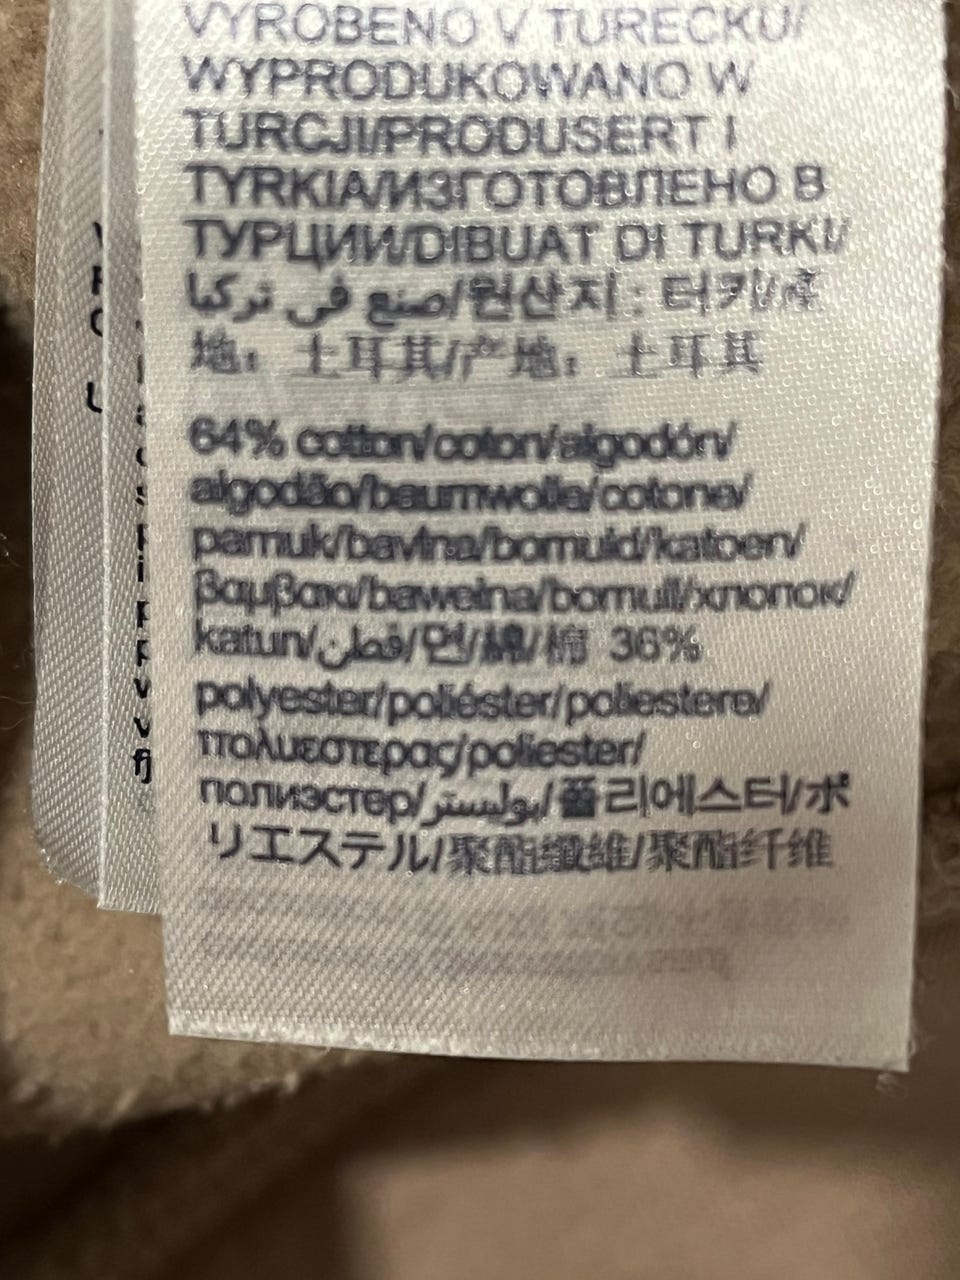 VYROBENO V TURECKU/
WYPRODUKOWANO W
TURCJI/PRODUSERT I
TYRKIA/ИЗГОТОВЛЕНО В
ТУРЦИИ/DIBUAT DI TURKI/
صنع في تركيا/원산지 : 터키/產
地： 土耳其/产地： 土耳其
64% cotton/coton/algodón/
algodão/baumwolle/cotone/
pamuk/bavlna/bomuld/katoen/
βαμβακι/bawełna/bomull/хлопок/
katun/قطن/면/綿/棉 36%
polyester/poliéster/poliestere/
πολυεστερας/poliester/
полиэстер/بوليستر/폴리에스터/ポ
リエステル/聚酯纖維/聚酯纤维